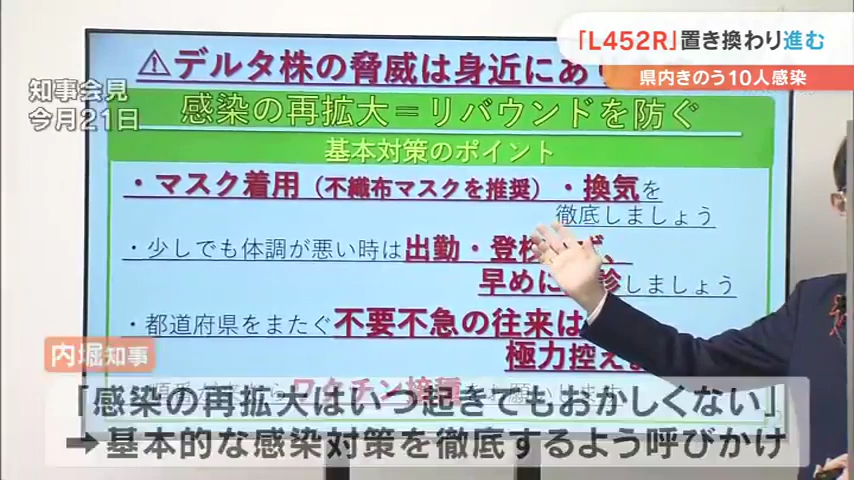 「L452R」置き換わり進む
県内きのう10人感染
知事会見
今月21日
⚠デルタ株の脅威は身近にあり
感染の再拡大＝リバウンドを防ぐ
基本対策のポイント
・マスク着用（不織布マスクを推奨）・換気を
徹底しましょう
・少しでも体調が悪い時は出勤・登校
早めに 診しましょう
・都道府県をまたぐ不要不急の往来は
極力控え
ワクチン接種
内堀知事
「感染の再拡大はいつ起きてもおかしくない」
→基本的な感染対策を徹底するよう呼びかけ